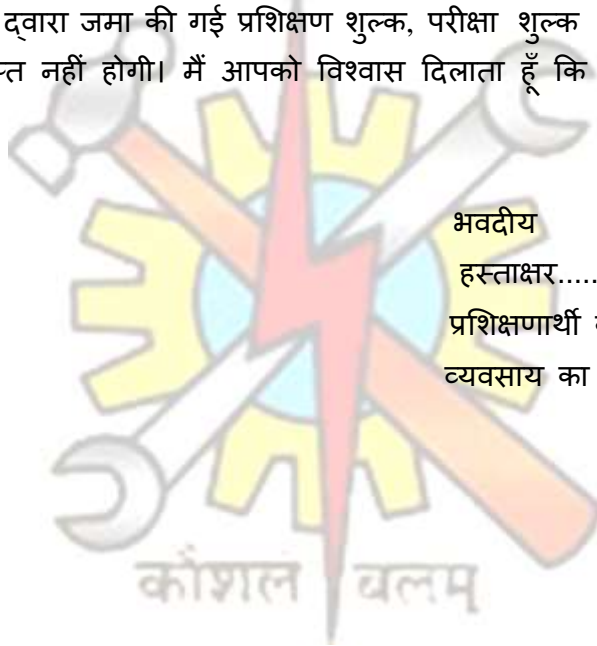 द्वारा जमा की गई प्रशिक्षण शुल्क, परीक्षा शुल्क
नहीं होगी। मैं आपको विश्वास दिलाता हूँ कि
भवदीय
हस्ताक्षर.....
प्रशिक्षणार्थी
व्यवसाय का
कौशल बलम्